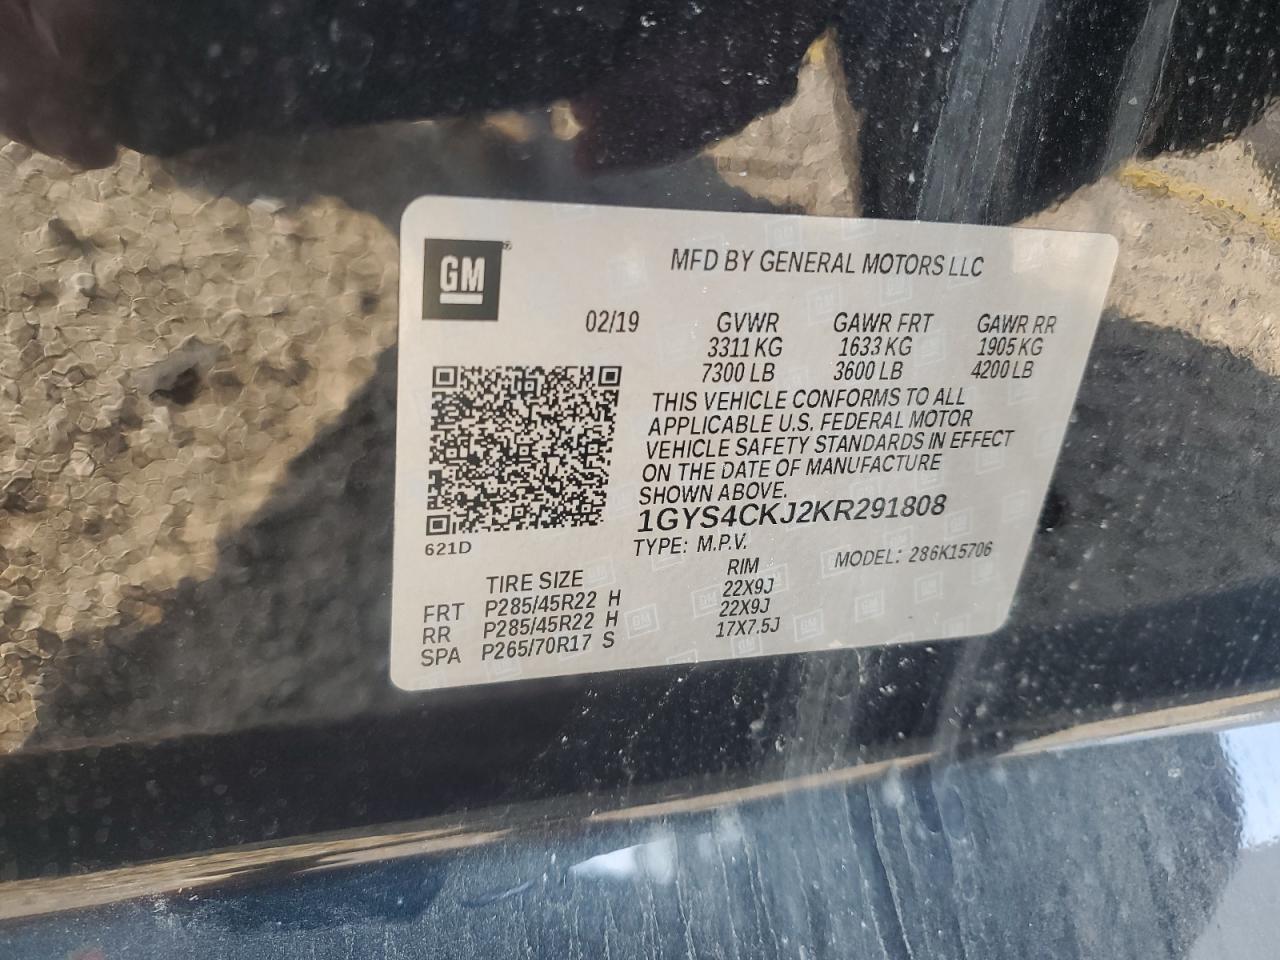 GM ®
MFD BY GENERAL MOTORS LLC
02/19 GVWR GAWR FRT GAWR RR
3311 KG 1633 KG 1905 KG
7300 LB 3600 LB 4200 LB
THIS VEHICLE CONFORMS TO ALL
APPLICABLE U.S. FEDERAL MOTOR
VEHICLE SAFETY STANDARDS IN EFFECT
ON THE DATE OF MANUFACTURE
SHOWN ABOVE.
1GYS4CKJ2KR291808
621D
TYPE: M.P.V. MODEL: 286K15706
TIRE SIZE RIM
FRT P285/45R22 H 22X9J
RR P285/45R22 H 22X9J
SPA P265/70R17 S 17X7.5J